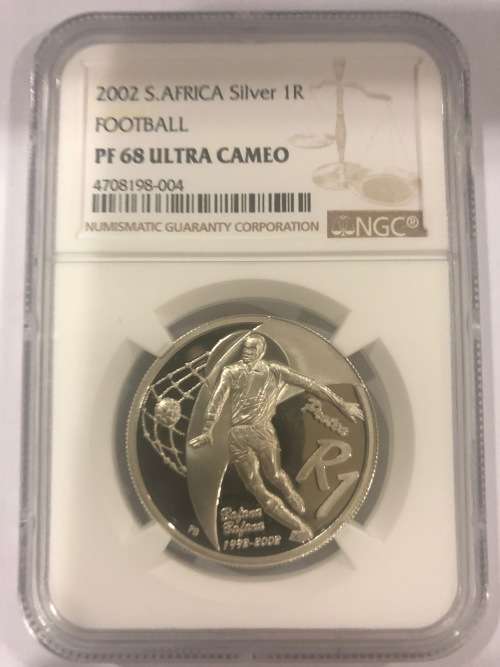 2002 S.AFRICA Silver 1R
FOOTBALL
PF 68 ULTRA CAMEO
4708198-004
NUMISMATIC GUARANTY CORPORATION
NGC®
R1
Bafana
Bafana
PB
1992-2002